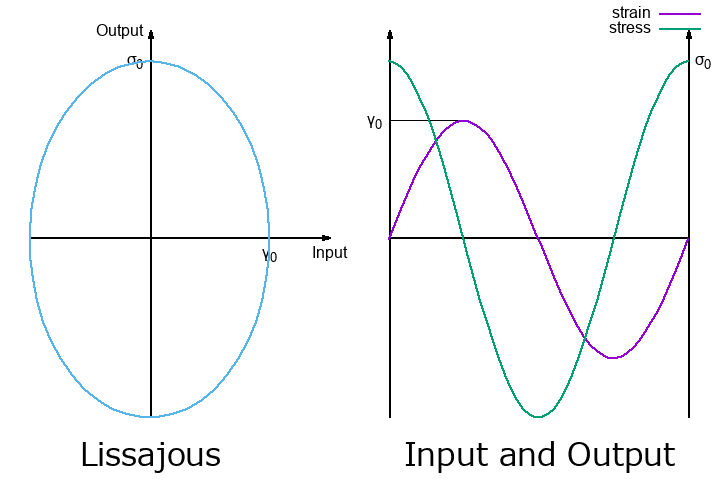 Output
σ0
γ0
Input
Lissajous
strain
stress
σ0
γ0
Input and Output